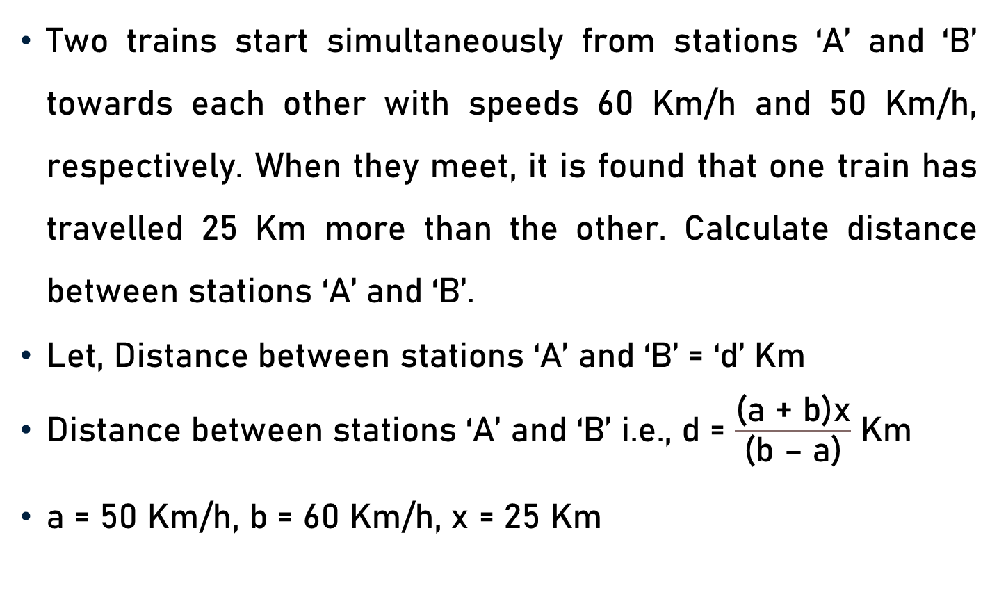 • Two trains start simultaneously from stations ‘A’ and ‘B’
towards each other with speeds 60 Km/h and 50 Km/h,
respectively. When they meet, it is found that one train has
travelled 25 Km more than the other. Calculate distance
between stations ‘A’ and ‘B’.
• Let, Distance between stations ‘A’ and ‘B’ = ‘d’ Km
• Distance between stations ‘A’ and ‘B’ i.e., d = (a + b)x / (b – a) Km
• a = 50 Km/h, b = 60 Km/h, x = 25 Km